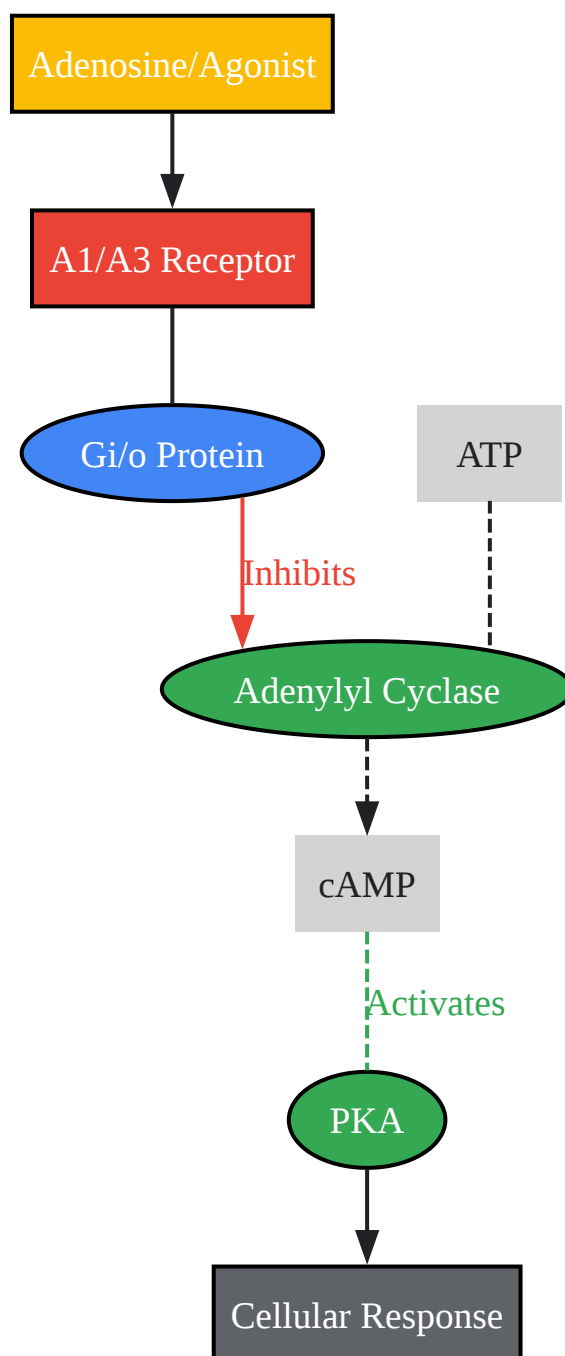 Adenosine/Agonist
A1/A3 Receptor
Gi/o Protein
ATP
Inhibits
Adenylyl Cyclase
cAMP
Activates
PKA
Cellular Response